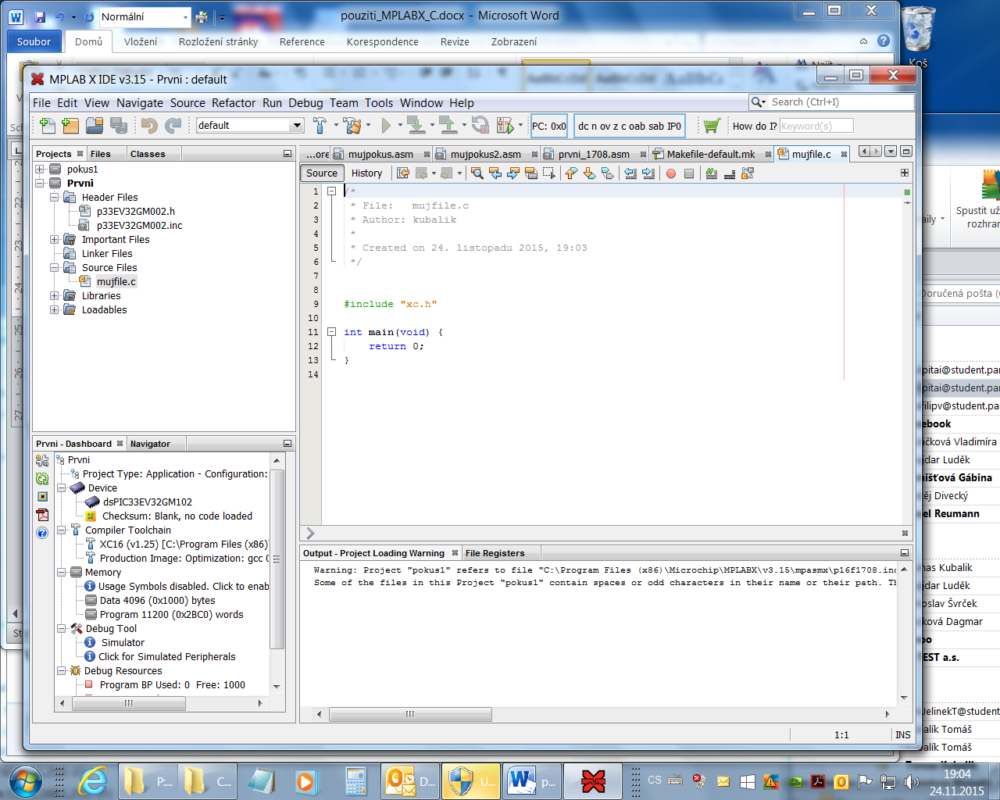 Normální
pouziti_MPLABX_C.docx - Microsoft Word
Soubor Domů Vložení Rozložení stránky Reference Korespondence Revize Zobrazení
Koš
MPLAB X IDE v3.15 - Prvni : default
File Edit View Navigate Source Refactor Run Debug Team Tools Window Help
Search (Ctrl+I)
default
PC: 0x0
dc n ov z c oab sab IP0
How do I? Keyword(s)
Projects Files Classes
...ore mujpokus.asm mujpokus2.asm prvni_1708.asm Makefile-default.mk mujfile.c
Source History
pokus1
Prvni
Header Files
p33EV32GM002.h
p33EV32GM002.inc
Important Files
Linker Files
Source Files
mujfile.c
Libraries
Loadables
1 /*
2 * File: mujfile.c
3 * Author: kubalik
4 *
5 * Created on 24. listopadu 2015, 19:03
6 */
7
8
9 #include "xc.h"
10
11 int main(void) {
12 return 0;
13 }
14
Prvni - Dashboard Navigator
Prvni
Project Type: Application - Configuration:
Device
dsPIC33EV32GM102
Checksum: Blank, no code loaded
Compiler Toolchain
XC16 (v1.25) [C:\Program Files (x86)
Production Image: Optimization: gcc 0
Memory
Usage Symbols disabled. Click to enab
Data 4096 (0x1000) bytes
Program 11200 (0x2BC0) words
Debug Tool
Simulator
Click for Simulated Peripherals
Debug Resources
Program BP Used: 0 Free: 1000
Output - Project Loading Warning File Registers
Warning: Project "pokus1" refers to file "C:\Program Files (x86)\Microchip\MPLABX\v3.15\mpasmx\p16f1708.inc
Some of the files in this Project "pokus1" contain spaces or odd characters in their name or their path. Th
1:1 INS
Spustit už
rozhran
aily
Doručená pošta (
pitai@student.par
pitai@student.par
filipv@student.pa
ebook
áčková Vladimíra
jdar Luděk
nišťová Gábina
ěj Divecký
el Reumann
nas Kubalik
jdar Luděk
oslav Švrček
ková Dagmar
bo
EST a.s.
JelinekT@student
alík Tomáš
alík Tomáš
P:... C... D... U... p...
CS
19:04
24.11.2015